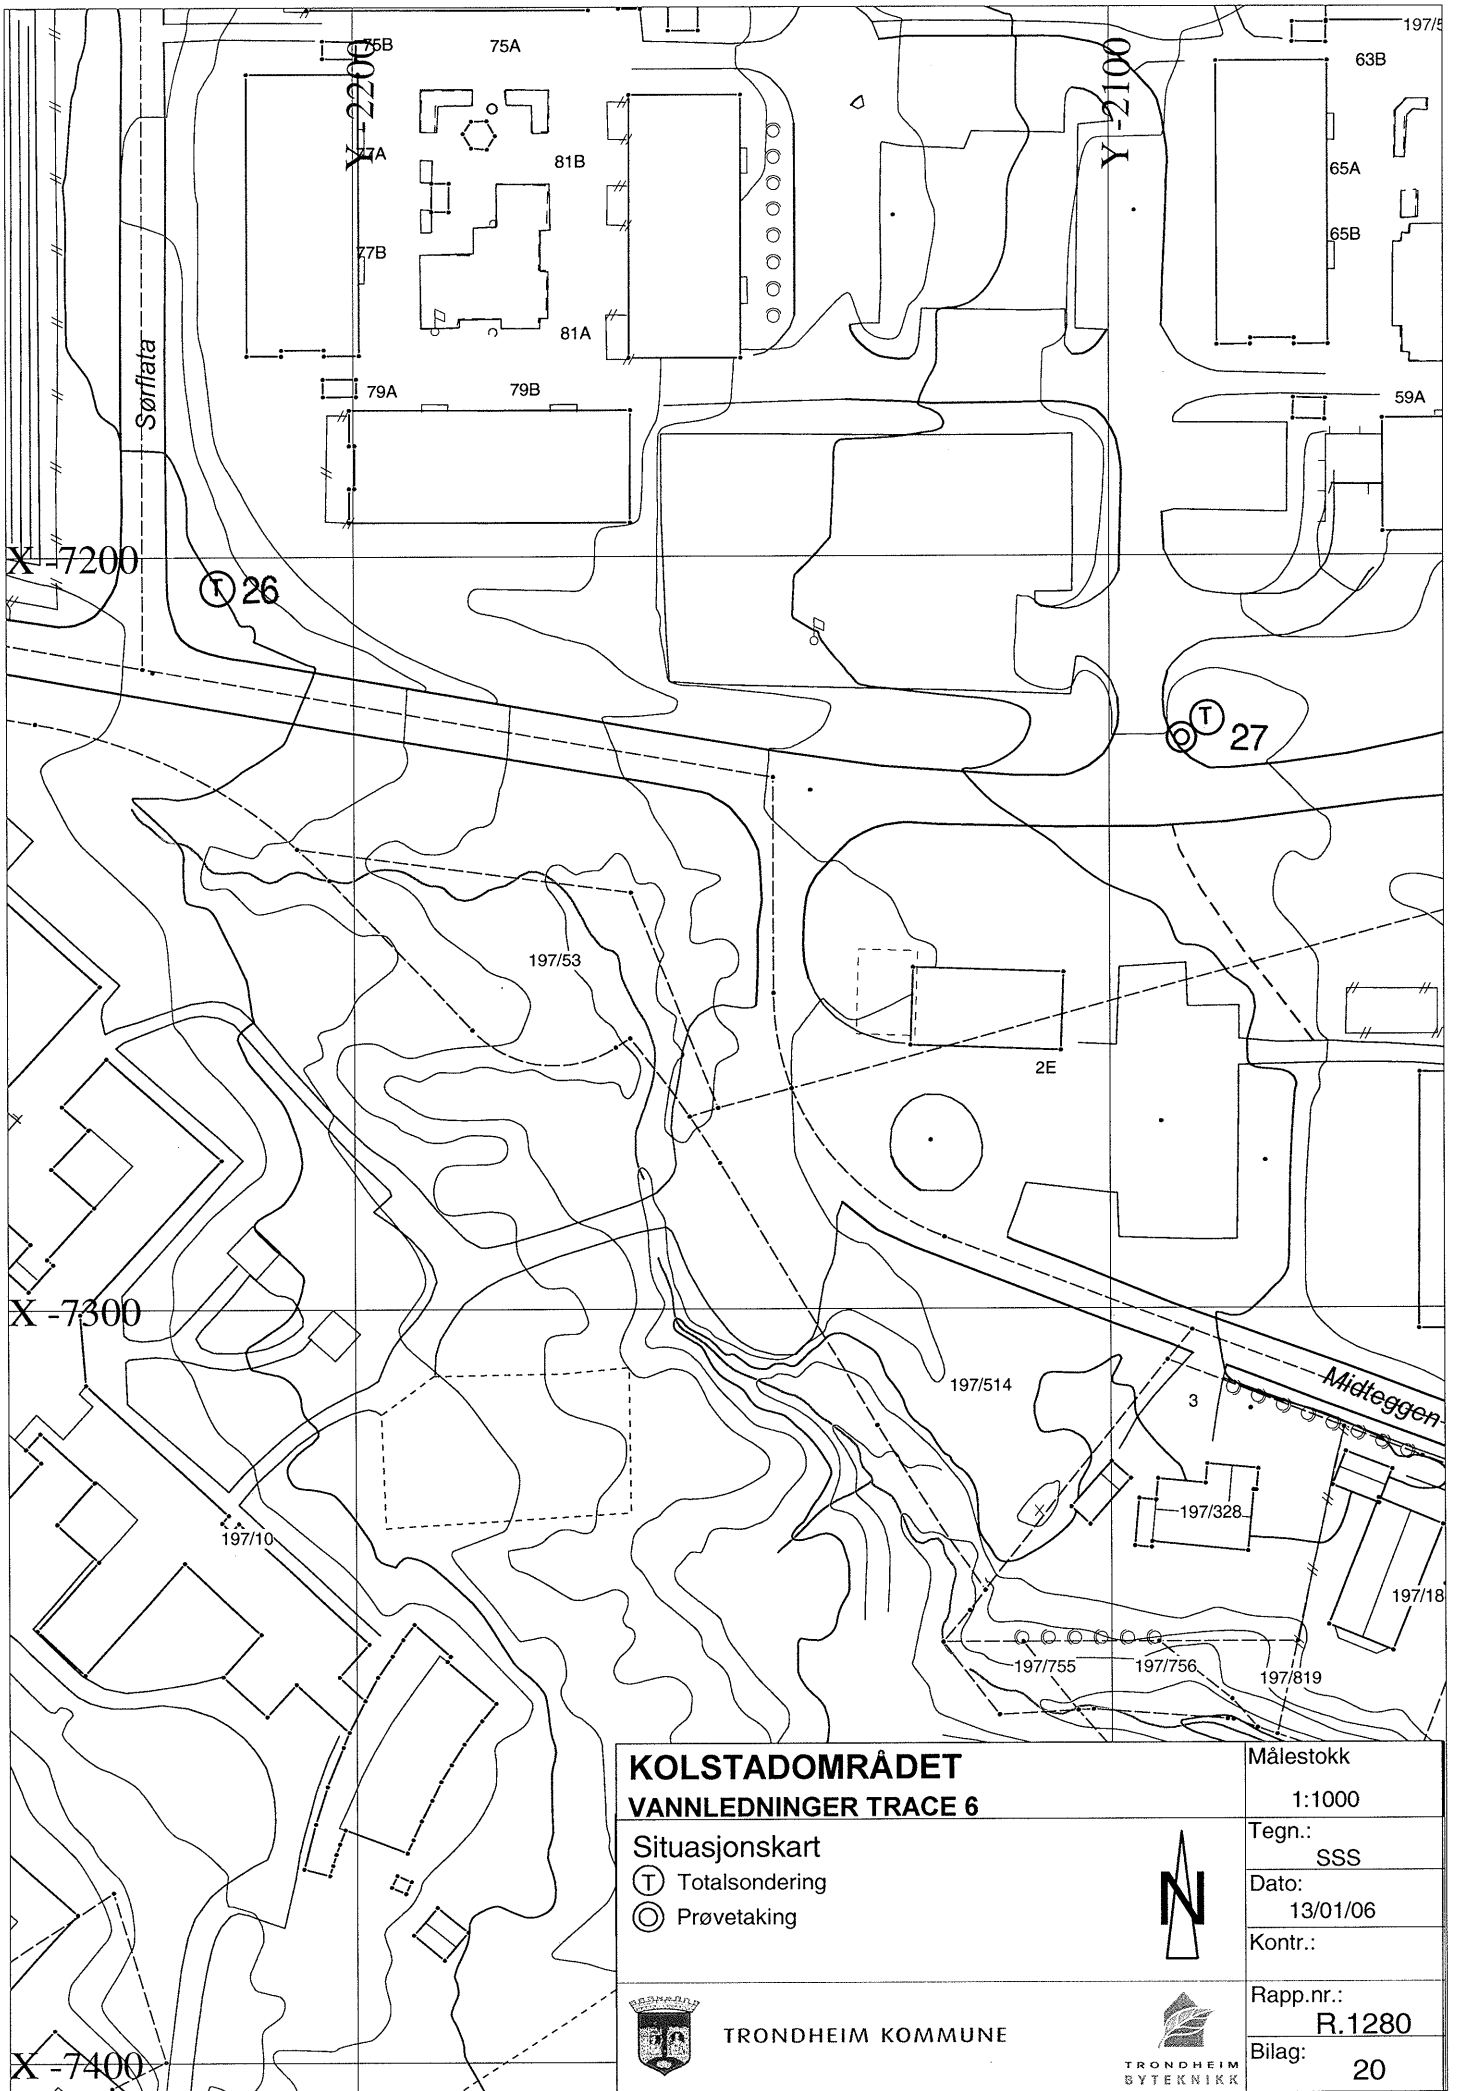 197/5
75B
75A
63B
Y -2200
Y -2100
77A
81B
65A
77B
65B
81A
Sørflata
79A
79B
59A
X -7200
T 26
T
27
197/53
2E
X -7300
197/514
3
Midteggen
197/328
197/10
197/18
197/755
197/756
197/819
X -7400
KOLSTADOMRÅDET
VANNLEDNINGER TRACE 6
Situasjonskart
T Totalsondering
Prøvetaking
N
TRONDHEIM KOMMUNE
TRONDHEIM
BYTEKNIKK
Målestokk
1:1000
Tegn.:
SSS
Dato:
13/01/06
Kontr.:
Rapp.nr.:
R.1280
Bilag:
20